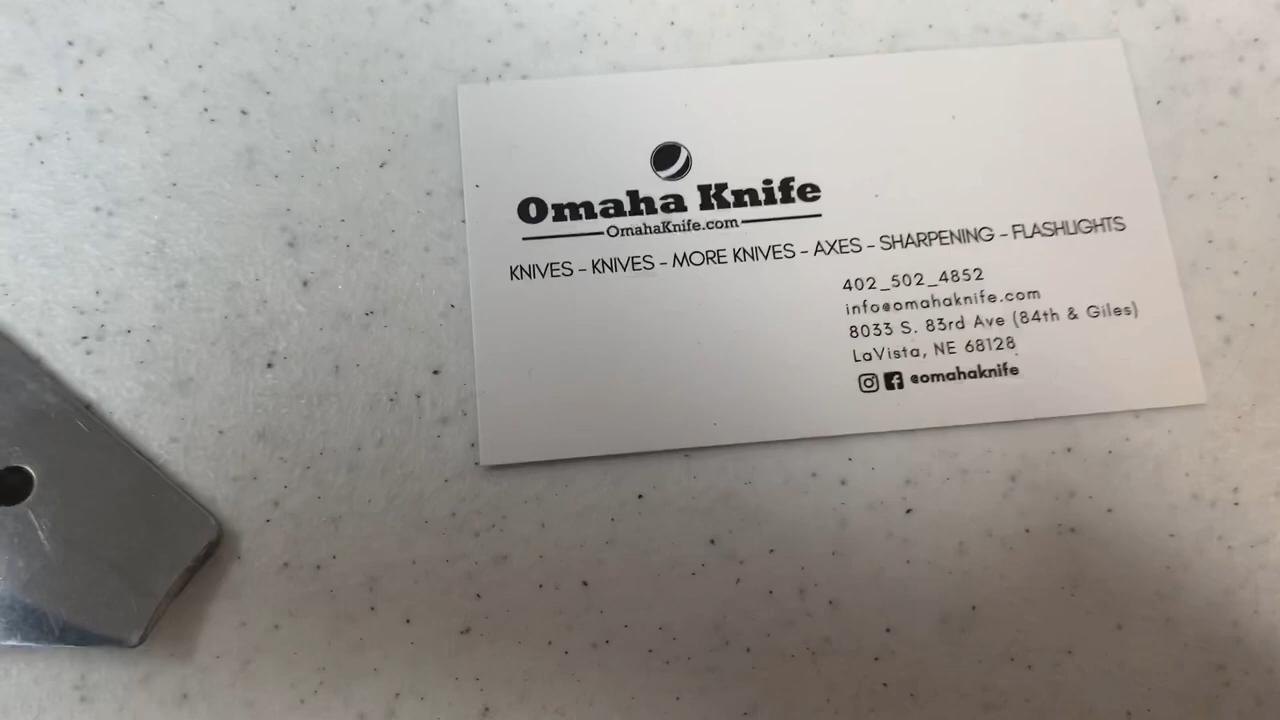 Omaha Knife
OmahaKnife.com
KNIVES - KNIVES - MORE KNIVES - AXES - SHARPENING - FLASHLIGHTS
402_502_4852
info@omahaknife.com
8033 S. 83rd Ave (84th & Giles)
LaVista, NE 68128
@omahaknife